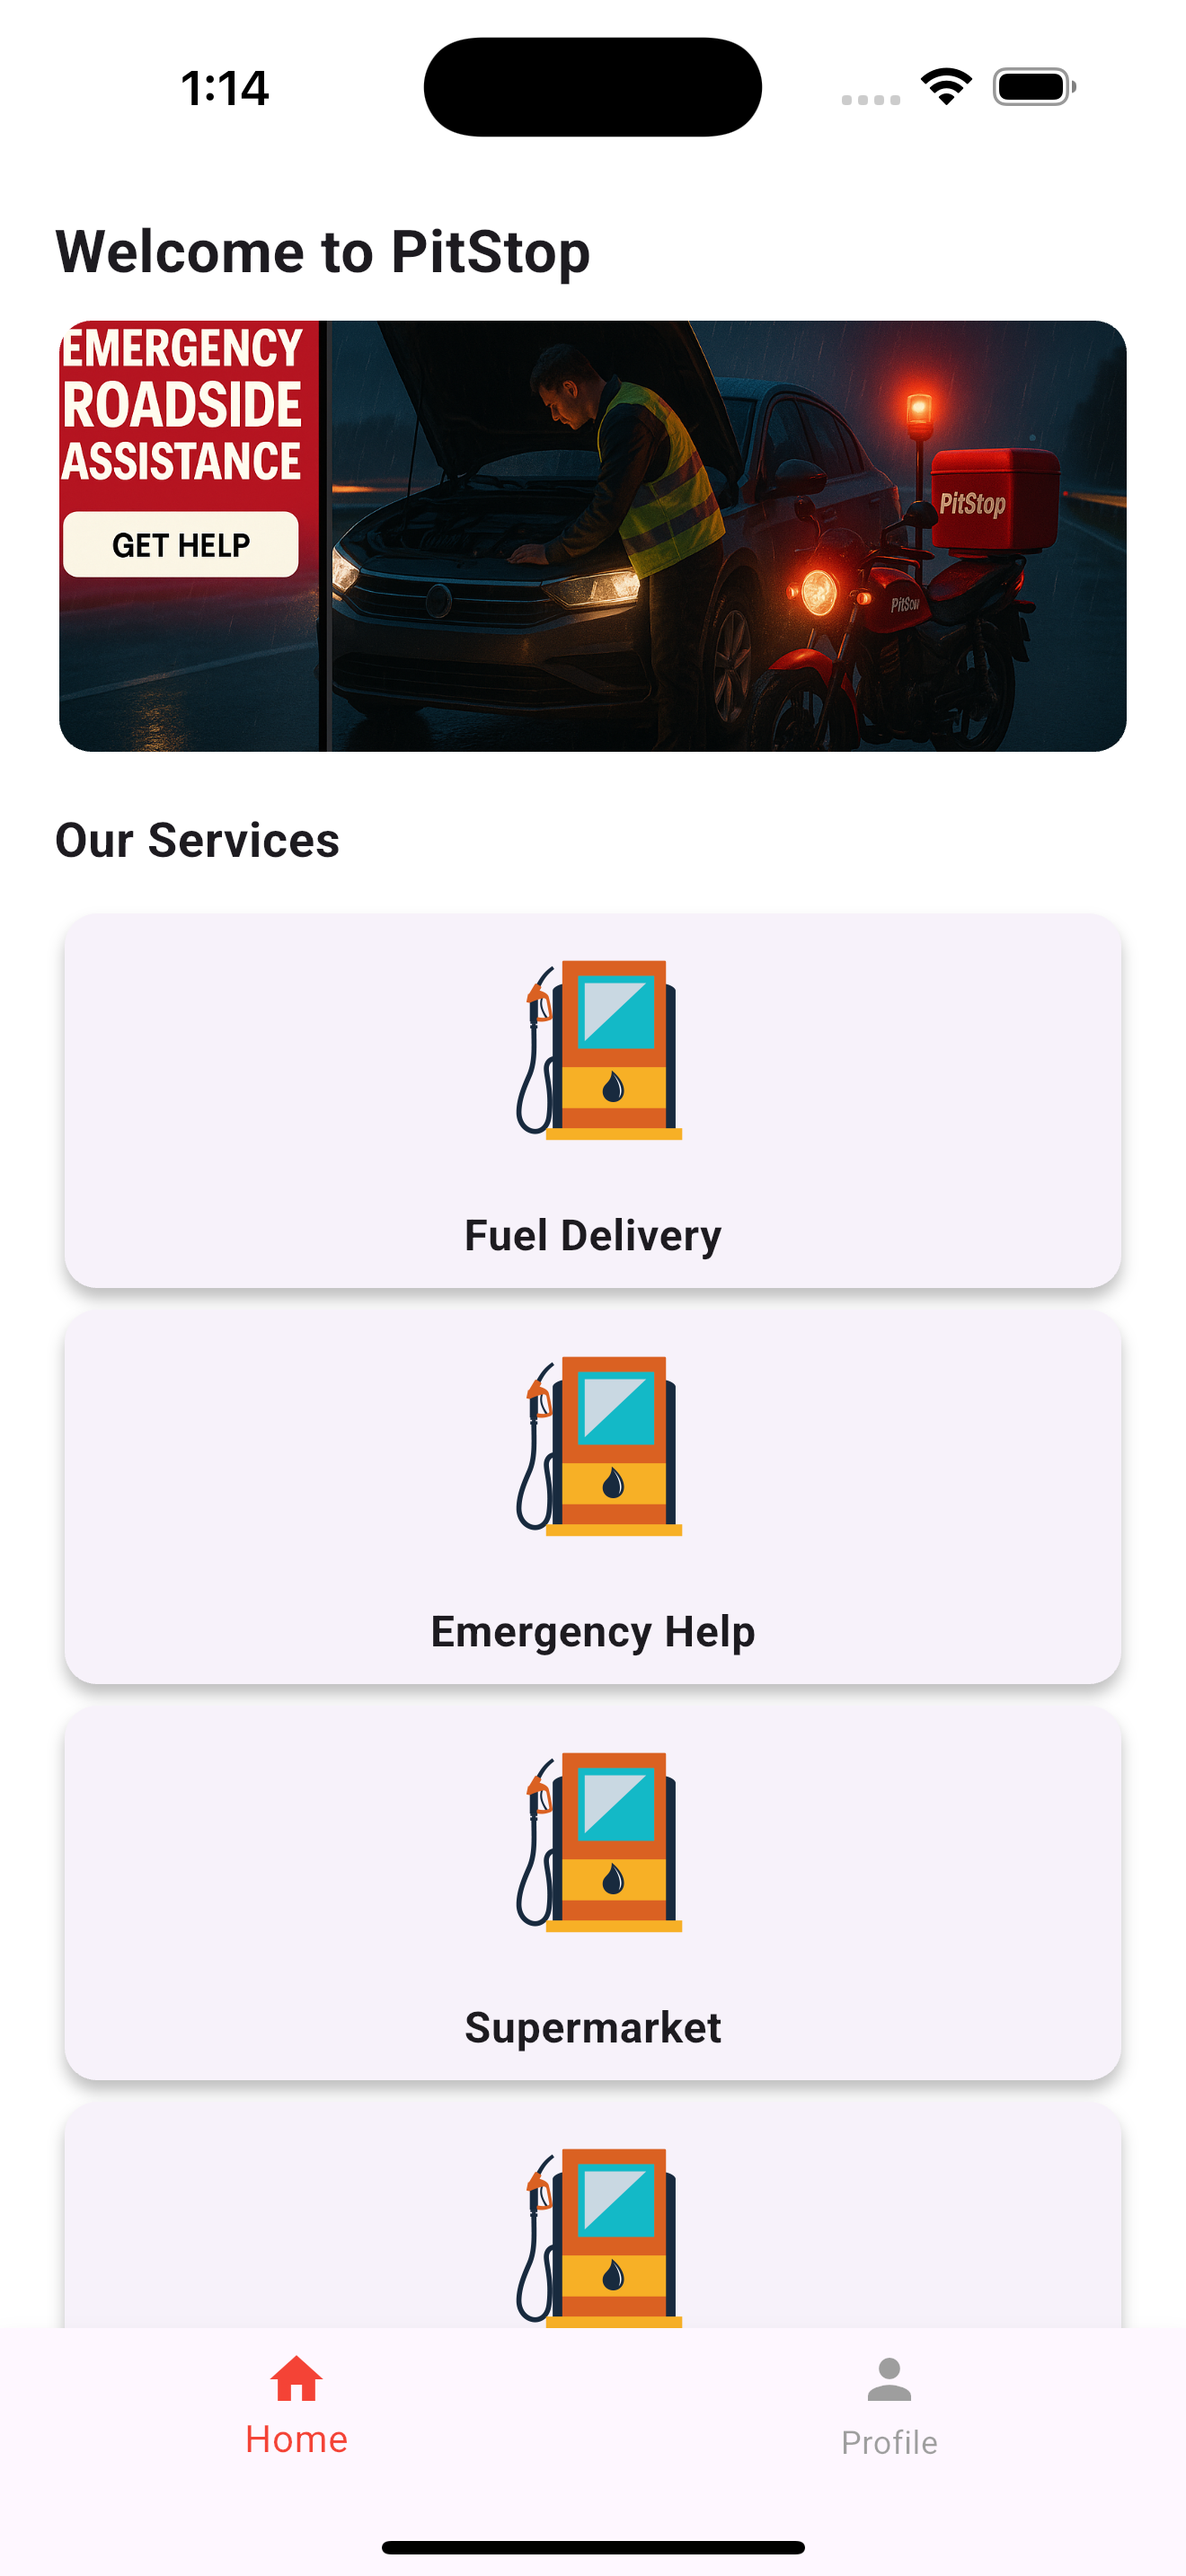 1:14
Welcome to PitStop
EMERGENCY
ROADSIDE
ASSISTANCE
GET HELP
PitStop
Our Services
Fuel Delivery
Emergency Help
Supermarket
Home
Profile